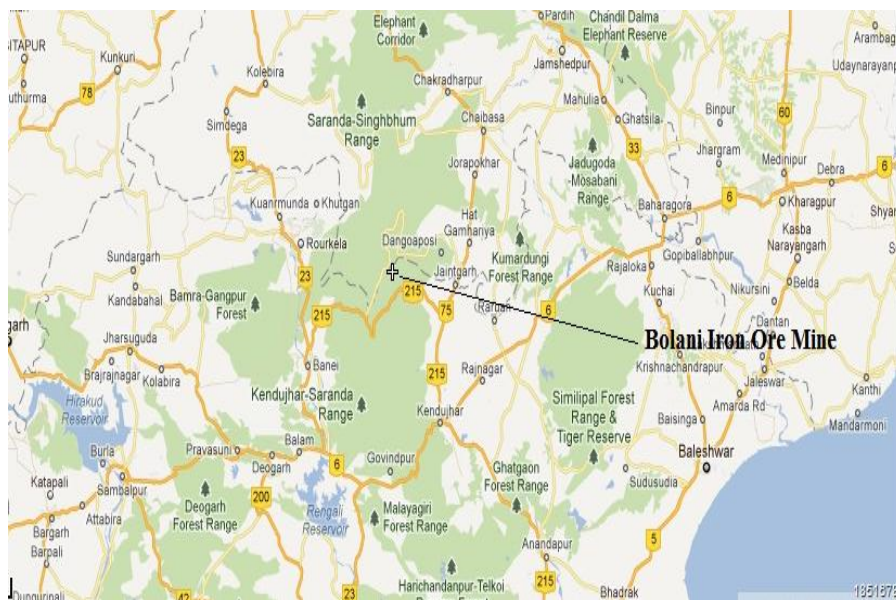 Elephant
Corridor
Pardih
Chandil Dalma
Elephant Reserve
Arambag
SITAPUR
Kunkuri
Kolebira
Chakradharpur
Jamshedpur
Udaynarayanpu
78
Mahulia
Ghatsila
Binpur
60
Simdega
Saranda-Singhbhum
Range
Chaibasa
23
33
Jhargram
Medinipur
Debra
6
Jorapokhar
Jadugoda
-Mosabani
Range
Kharagpur
Kuanrmunda
Khutgan
Baharagora
6
Hat
Gamhanya
Kasba
Narayangarh
Rourkela
Dangoaposi
Gopiballabhpur
Sundargarh
23
Jaintgarh
Kumardungi
Forest Range
Rajaloka
Belda
Kandabahal
Bamra-Gangpur
Forest
215
215
75
6
Kuchai
Nikursini
Raruan
Dantan
Jharsuguda
Bolani Iron Ore Mine
Brajrajnagar
Kolabira
Banei
215
Rajnagar
Krishnachandrapur
Jaleswar
Kanthi
Hirakud
Reservoir
Kendujhar-Saranda
Range
Similipal Forest
Range &
Tiger Reserve
Amarda Rd
Mandarmoni
Kendujhar
Baisinga
Burla
Pravasuni
Balam
Baleshwar
Deogarh
6
Govindpur
Katapali
Sambalpur
Ghatgaon
Forest Range
Sudusudia
Attabira
Deogarh
Forest Range
200
Rengali
Reservoir
Malayagiri
Forest Range
Bargarh
5
Barpali
Anandapur
Harichandanpur-Telkoi
23
215
Bhadrak
42
1351878